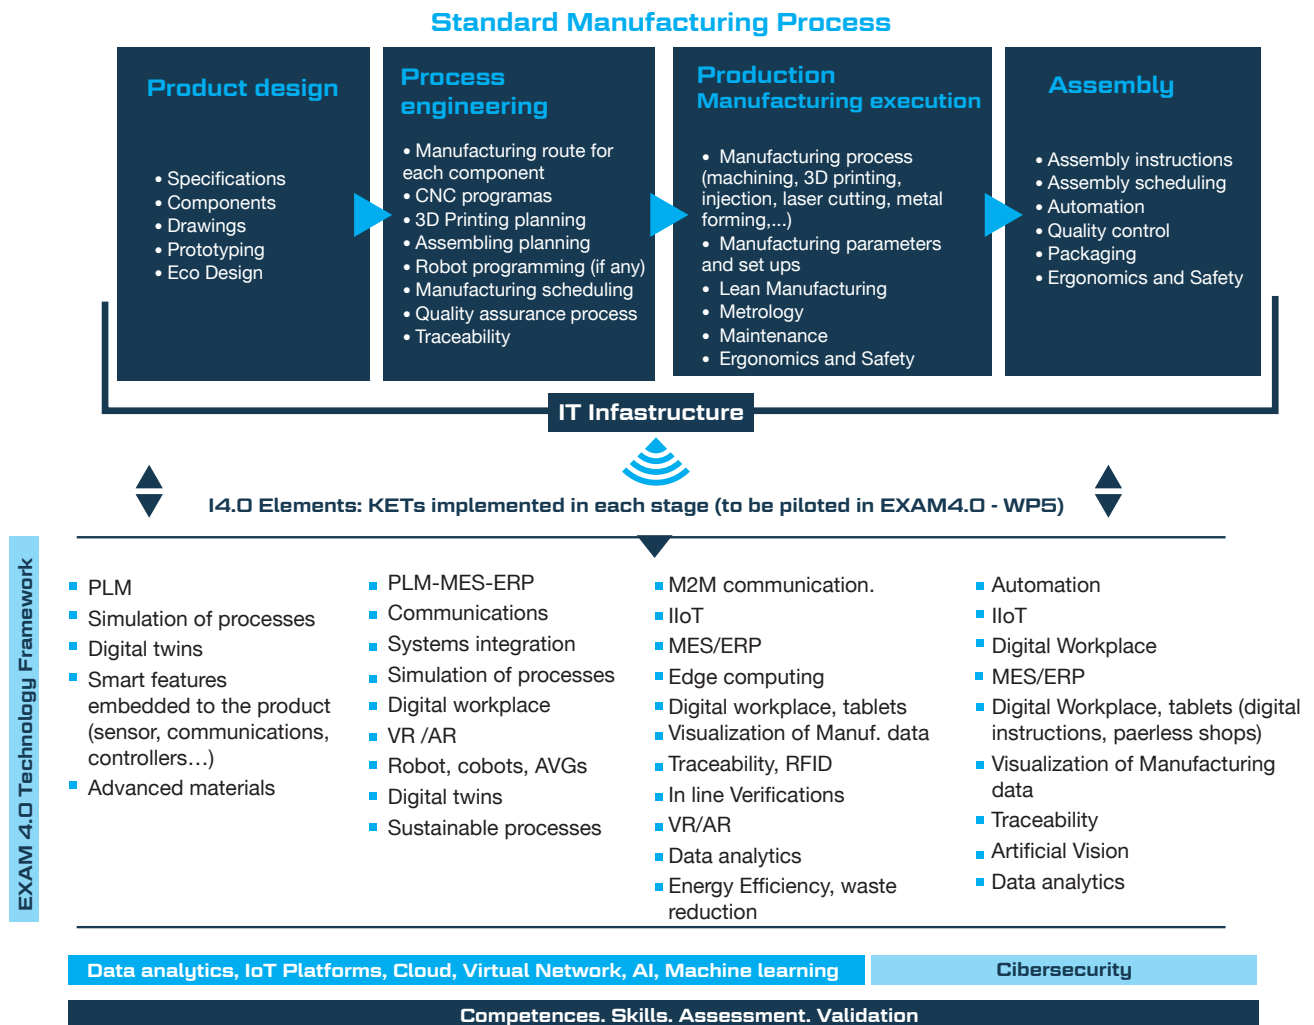 Standard Manufacturing Process
Product design
• Specifications
• Components
• Drawings
• Prototyping
• Eco Design
Process
engineering
• Manufacturing route for
each component
• CNC programas
• 3D Printing planning
• Assembling planning
• Robot programming (if any)
• Manufacturing scheduling
• Quality assurance process
• Traceability
Production
Manufacturing execution
• Manufacturing process
(machining, 3D printing,
injection, laser cutting, metal
forming,...)
• Manufacturing parameters
and set ups
• Lean Manufacturing
• Metrology
• Maintenance
• Ergonomics and Safety
Assembly
• Assembly instructions
• Assembly scheduling
• Automation
• Quality control
• Packaging
• Ergonomics and Safety
IT Infastructure
I4.0 Elements: KETs implemented in each stage (to be piloted in EXAM4.0 - WP5)
EXAM 4.0 Technology Framework
PLM
Simulation of processes
Digital twins
Smart features
embedded to the product
(sensor, communications,
controllers…)
Advanced materials
PLM-MES-ERP
Communications
Systems integration
Simulation of processes
Digital workplace
VR /AR
Robot, cobots, AVGs
Digital twins
Sustainable processes
M2M communication.
IIoT
MES/ERP
Edge computing
Digital workplace, tablets
Visualization of Manuf. data
Traceability, RFID
In line Verifications
VR/AR
Data analytics
Energy Efficiency, waste
reduction
Automation
IIoT
Digital Workplace
MES/ERP
Digital Workplace, tablets (digital
instructions, paerless shops)
Visualization of Manufacturing
data
Traceability
Artificial Vision
Data analytics
Data analytics, IoT Platforms, Cloud, Virtual Network, AI, Machine learning
Cibersecurity
Competences. Skills. Assessment. Validation